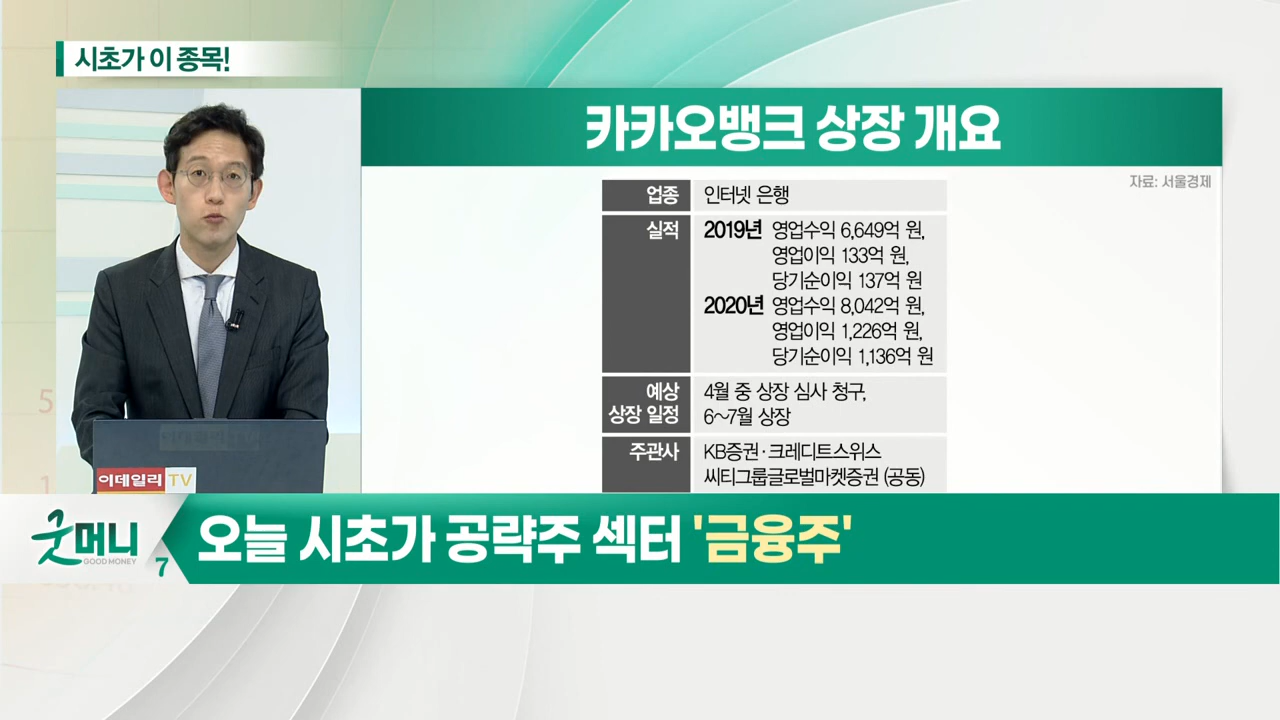 시초가 이 종목!
카카오뱅크 상장 개요
자료: 서울경제
업종 인터넷 은행
실적 2019년 영업수익 6,649억 원,
영업이익 133억 원,
당기순이익 137억 원
2020년 영업수익 8,042억 원,
영업이익 1,226억 원,
당기순이익 1,136억 원
예상 4월 중 상장 심사 청구,
상장 일정 6~7월 상장
주관사 KB증권·크레디트스위스
씨티그룹글로벌마켓증권 (공동)
이데일리 TV
굿머니 GOOD MONEY 7
오늘 시초가 공략주 섹터 '금융주'
5
1